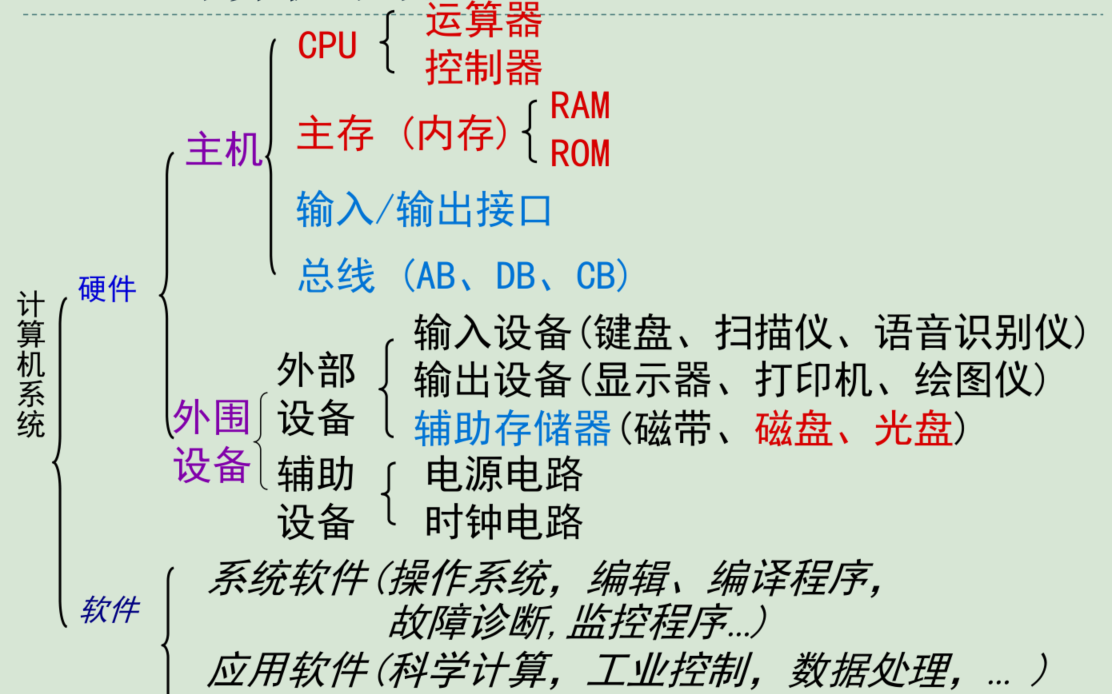 CPU
运算器
控制器
主存 (内存)
RAM
ROM
主机
输入/输出接口
总线 (AB、DB、CB)
硬件
计算机系统
外围设备
外部设备
输入设备(键盘、扫描仪、语音识别仪)
输出设备(显示器、打印机、绘图仪)
辅助存储器(磁带、磁盘、光盘)
辅助设备
电源电路
时钟电路
软件
系统软件(操作系统，编辑、编译程序，
故障诊断,监控程序…)
应用软件(科学计算，工业控制，数据处理，… )